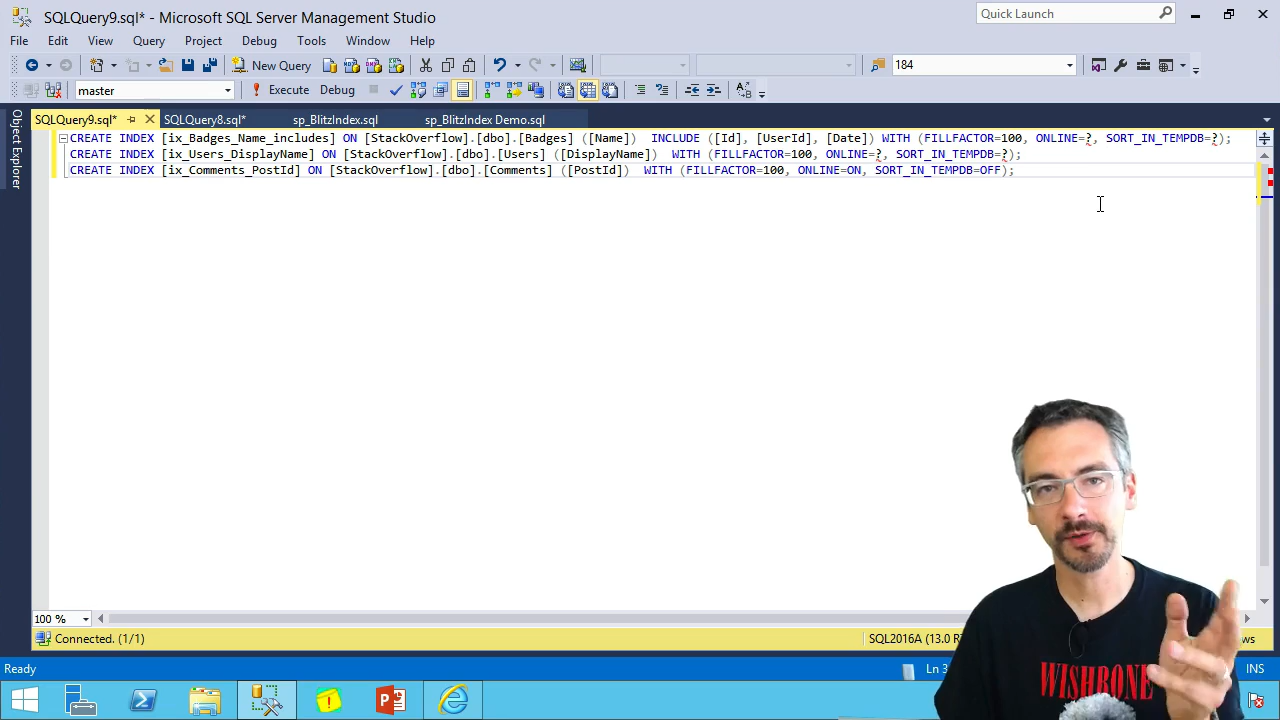 SQLQuery9.sql* - Microsoft SQL Server Management Studio
Quick Launch
File Edit View Query Project Debug Tools Window Help
New Query
184
master
Execute Debug
SQLQuery9.sql* SQLQuery8.sql* sp_BlitzIndex.sql sp_BlitzIndex Demo.sql
Object Explorer
CREATE INDEX [ix_Badges_Name_includes] ON [StackOverflow].[dbo].[Badges] ([Name])  INCLUDE ([Id], [UserId], [Date]) WITH (FILLFACTOR=100, ONLINE=?, SORT_IN_TEMPDB=?);
CREATE INDEX [ix_Users_DisplayName] ON [StackOverflow].[dbo].[Users] ([DisplayName])  WITH (FILLFACTOR=100, ONLINE=?, SORT_IN_TEMPDB=?);
CREATE INDEX [ix_Comments_PostId] ON [StackOverflow].[dbo].[Comments] ([PostId])  WITH (FILLFACTOR=100, ONLINE=ON, SORT_IN_TEMPDB=OFF);
100 %
Connected. (1/1)
SQL2016A (13.0
Ready
Ln 3
INS
WISHBONE